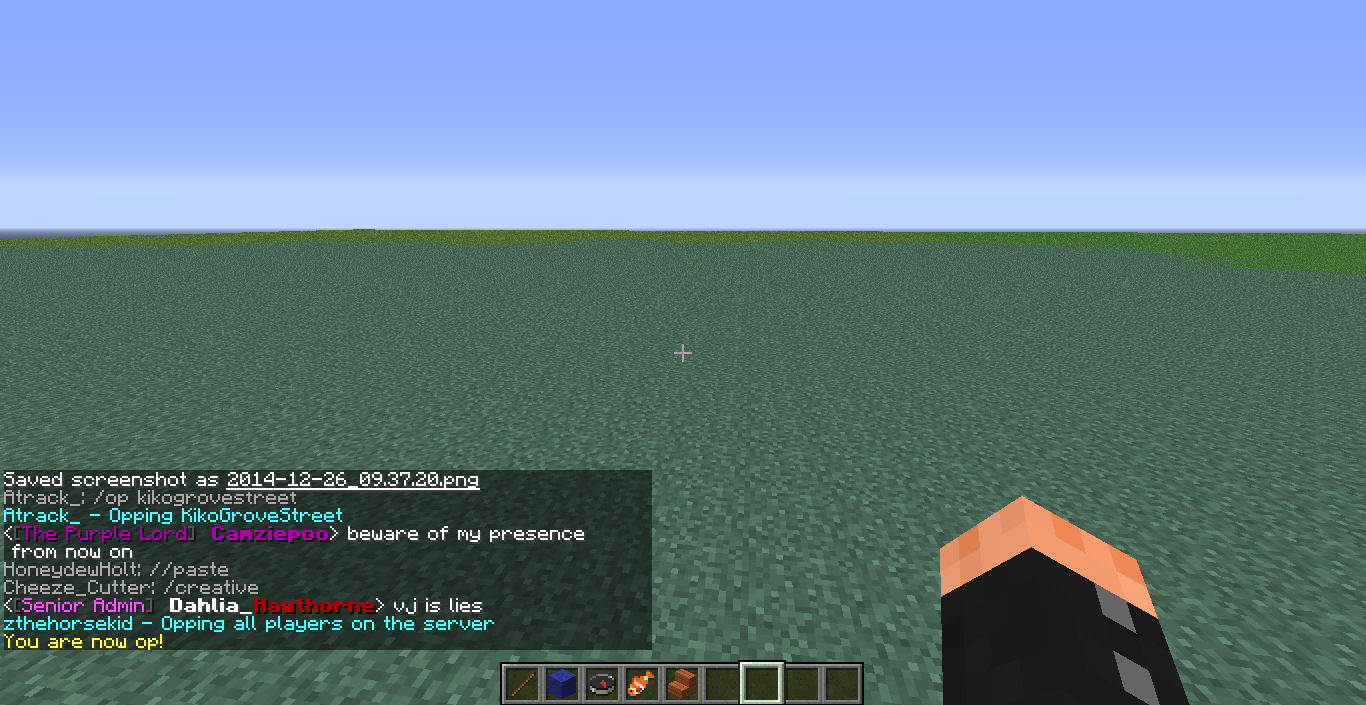 Saved screenshot as 2014-12-26_09.37.20.png
Atrack_: /op kikogrovestreet
Atrack_ - Opping KikoGroveStreet
<[The Purple Lord] Camziepoo> beware of my presence
from now on
HoneydewHolt: //paste
Cheeze_Cutter: /creative
<[Senior Admin] Dahlia_Hawthorne> vj is lies
zthehorsekid - Opping all players on the server
You are now op!